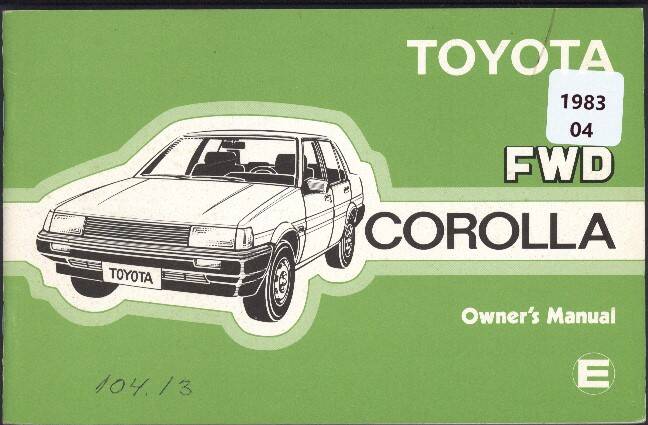 TOYOTA
1983
04
FWD
COROLLA
TOYOTA
Owner's Manual
E
104.13